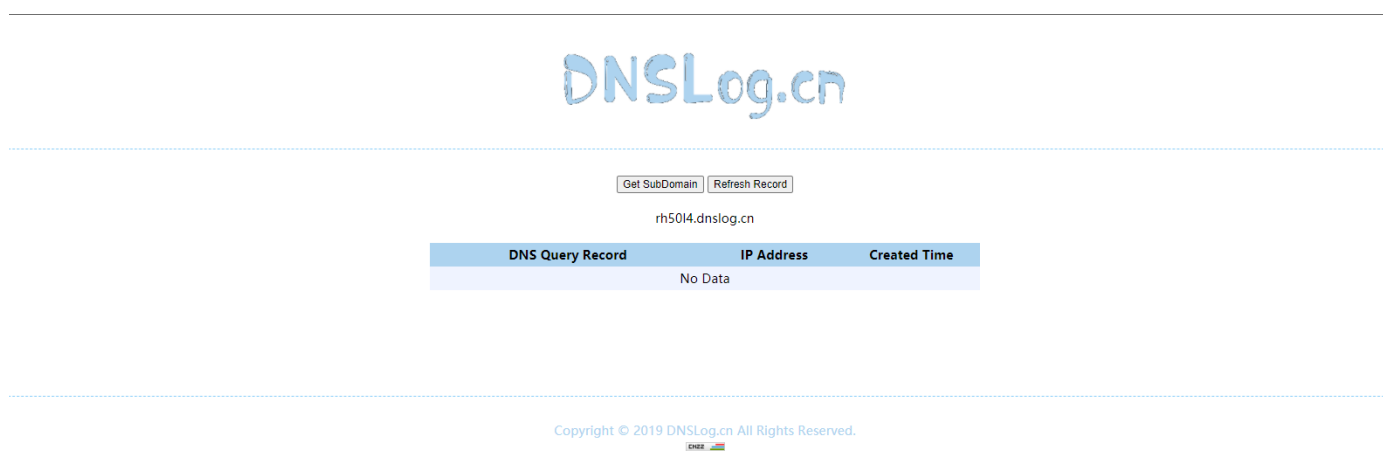 DNSLog.cn
Get SubDomain Refresh Record
rh50l4.dnslog.cn
DNS Query Record IP Address Created Time
No Data
Copyright © 2019 DNSLog.cn All Rights Reserved.
CNZZ